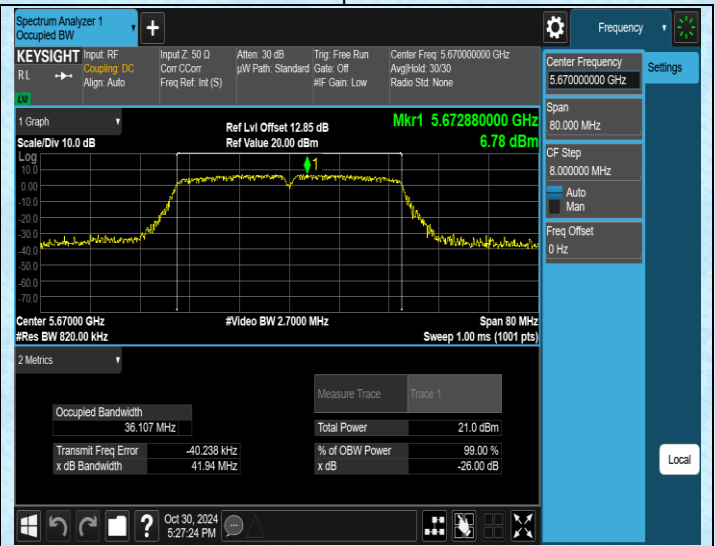 Spectrum Analyzer 1
Occupied BW
+
Frequency
KEYSIGHT
RL
LXI
Input: RF
Coupling: DC
Align: Auto
Input Z: 50 Ω
Corr CCorr
Freq Ref: Int (S)
Atten: 30 dB
µW Path: Standard
Trig: Free Run
Gate: Off
#IF Gain: Low
Center Freq: 5.670000000 GHz
Avg|Hold: 30/30
Radio Std: None
Center Frequency
5.670000000 GHz
Settings
Span
80.000 MHz
CF Step
8.000000 MHz
Auto
Man
Freq Offset
0 Hz
1 Graph
Scale/Div 10.0 dB
Ref Lvl Offset 12.85 dB
Ref Value 20.00 dBm
Mkr1 5.672880000 GHz
6.78 dBm
Log
10.0
0.00
-10.0
-20.0
-30.0
-40.0
-50.0
-60.0
-70.0
1
Center 5.67000 GHz
#Res BW 820.00 kHz
#Video BW 2.7000 MHz
Span 80 MHz
Sweep 1.00 ms (1001 pts)
2 Metrics
Measure Trace Trace 1
Occupied Bandwidth
36.107 MHz
Total Power 21.0 dBm
Transmit Freq Error -40.238 kHz
% of OBW Power 99.00 %
x dB Bandwidth 41.94 MHz
x dB -26.00 dB
Local
?
Oct 30, 2024
5:27:24 PM